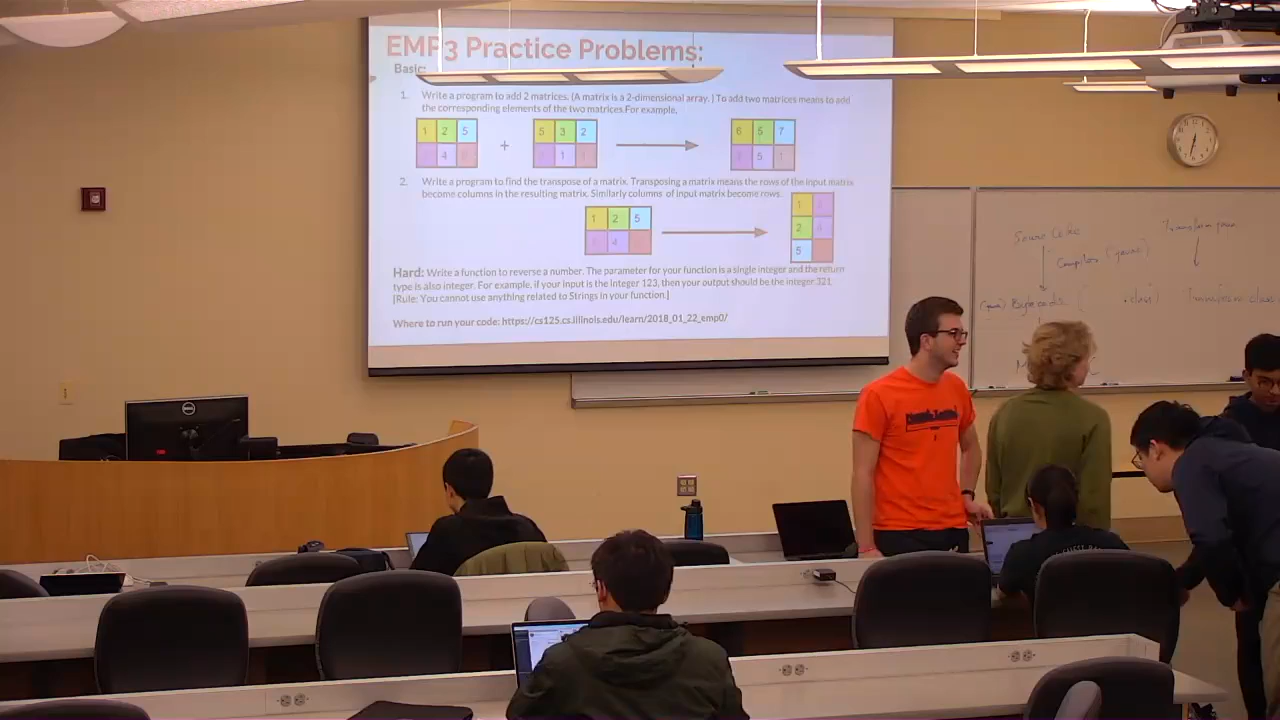 EMP3 Practice Problems:
Basic:
1. Write a program to add 2 matrices. (A matrix is a 2-dimensional array. ) To add two matrices means to add
the corresponding elements of the two matrices.For example,
1 2 5 5 3 2 6 5 7
+
4 1 5 1
2. Write a program to find the transpose of a matrix. Transposing a matrix means the rows of the input matrix
become columns in the resulting matrix. Similarly columns of input matrix become rows.
1 2 5 1
4 2 4
5
Hard: Write a function to reverse a number. The parameter for your function is a single integer and the return
type is also integer. For example, if your input is the integer 123, then your output should be the integer 321.
[Rule: You cannot use anything related to Strings in your function.]
Where to run your code: https://cs125.cs.illinois.edu/learn/2018_01_22_emp0/
Source Code
Compiler (javac)
Bytecodes ( .class)
DELL